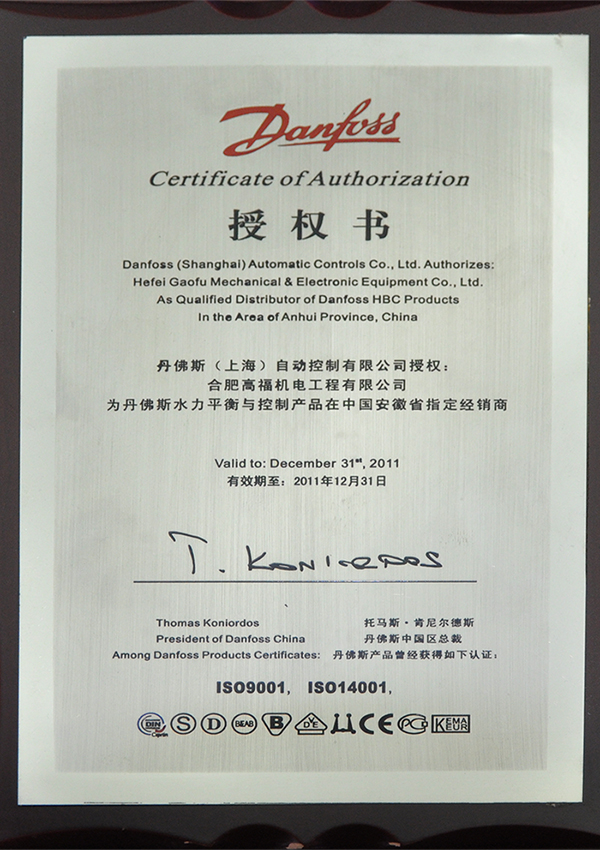 Danfoss
Certificate of Authorization
授权书
Danfoss (Shanghai) Automatic Controls Co., Ltd. Authorizes:
Hefei Gaofu Mechanical & Electronic Equipment Co., Ltd.
As Qualified Distributor of Danfoss HBC Products
In the Area of Anhui Province, China
丹佛斯（上海）自动控制有限公司授权：
合肥高福机电工程有限公司
为丹佛斯水力平衡与控制产品在中国安徽省指定经销商
Valid to: December 31st, 2011
有效期至：2011年12月31日
T. Koniordos
Thomas Koniordos 托马斯·肯尼尔德斯
President of Danfoss China 丹佛斯中国区总裁
Among Danfoss Products Certificates: 丹佛斯产品曾经获得如下认证：
ISO9001, ISO14001,
DIN S D BEAB B CE PC KEMA KEUR